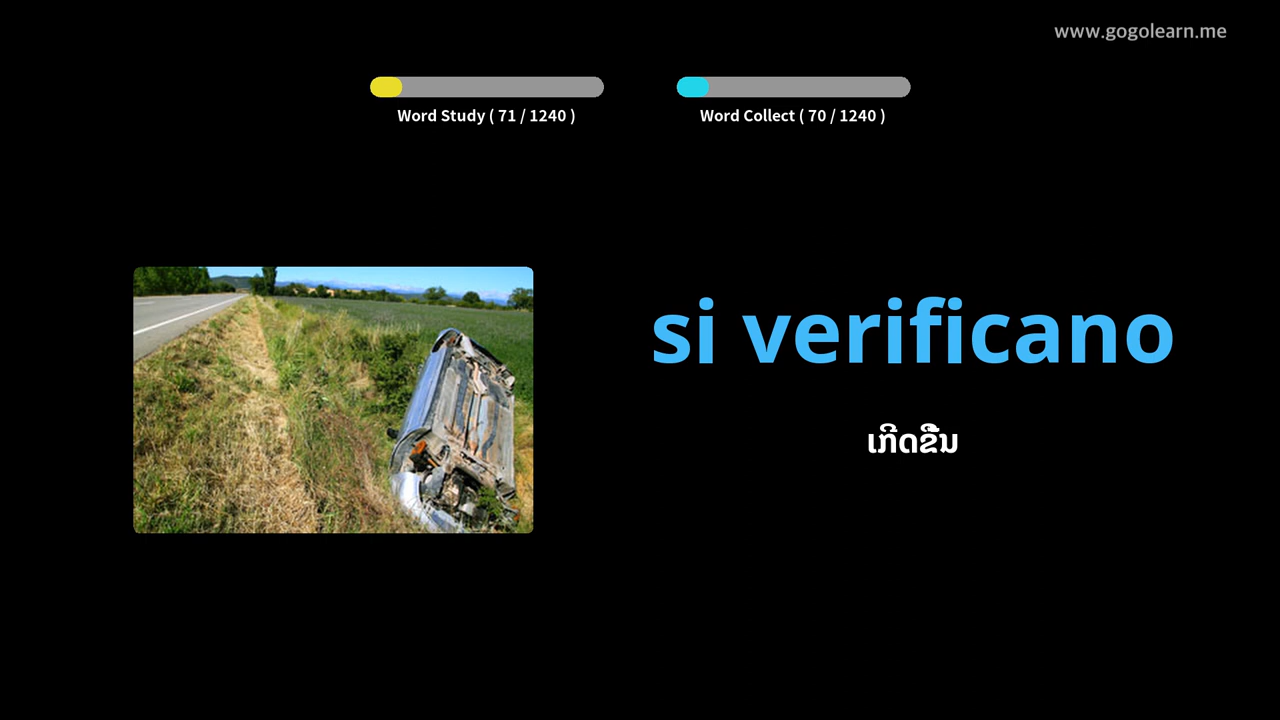 www.gogolearn.me
Word Study ( 71 / 1240 )
Word Collect ( 70 / 1240 )
si verificano
ເກີດຂຶ້ນ